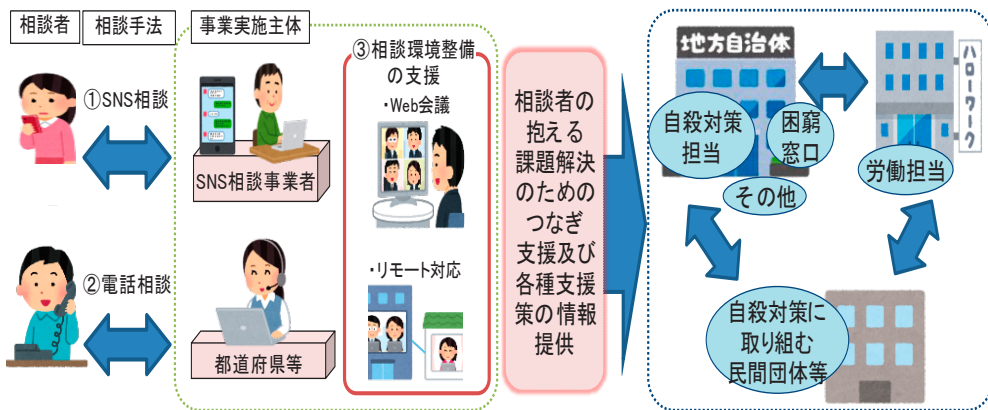 相談者
相談手法
事業実施主体
①SNS相談
SNS相談事業者
②電話相談
都道府県等
③相談環境整備
の支援
・Web会議
・リモート対応
相談者の
抱える
課題解決
のための
つなぎ
支援及び
各種支援
策の情報
提供
地方自治体
自殺対策
担当
困窮
窓口
その他
ハローワーク
労働担当
自殺対策に
取り組む
民間団体等